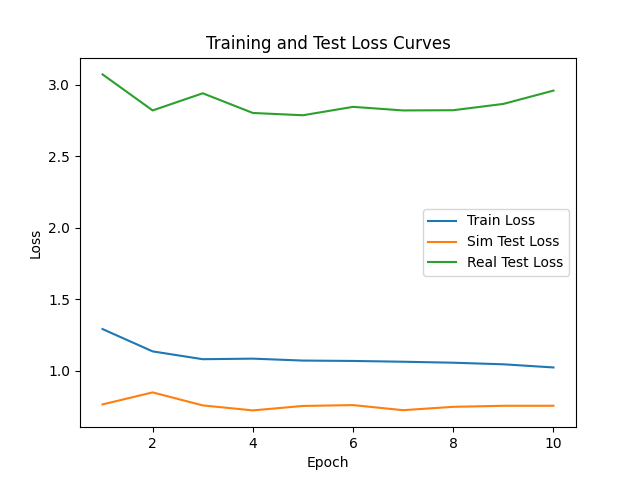 Training and Test Loss Curves
3.0
2.5
2.0
1.5
1.0
Loss
Train Loss
Sim Test Loss
Real Test Loss
2
4
6
8
10
Epoch